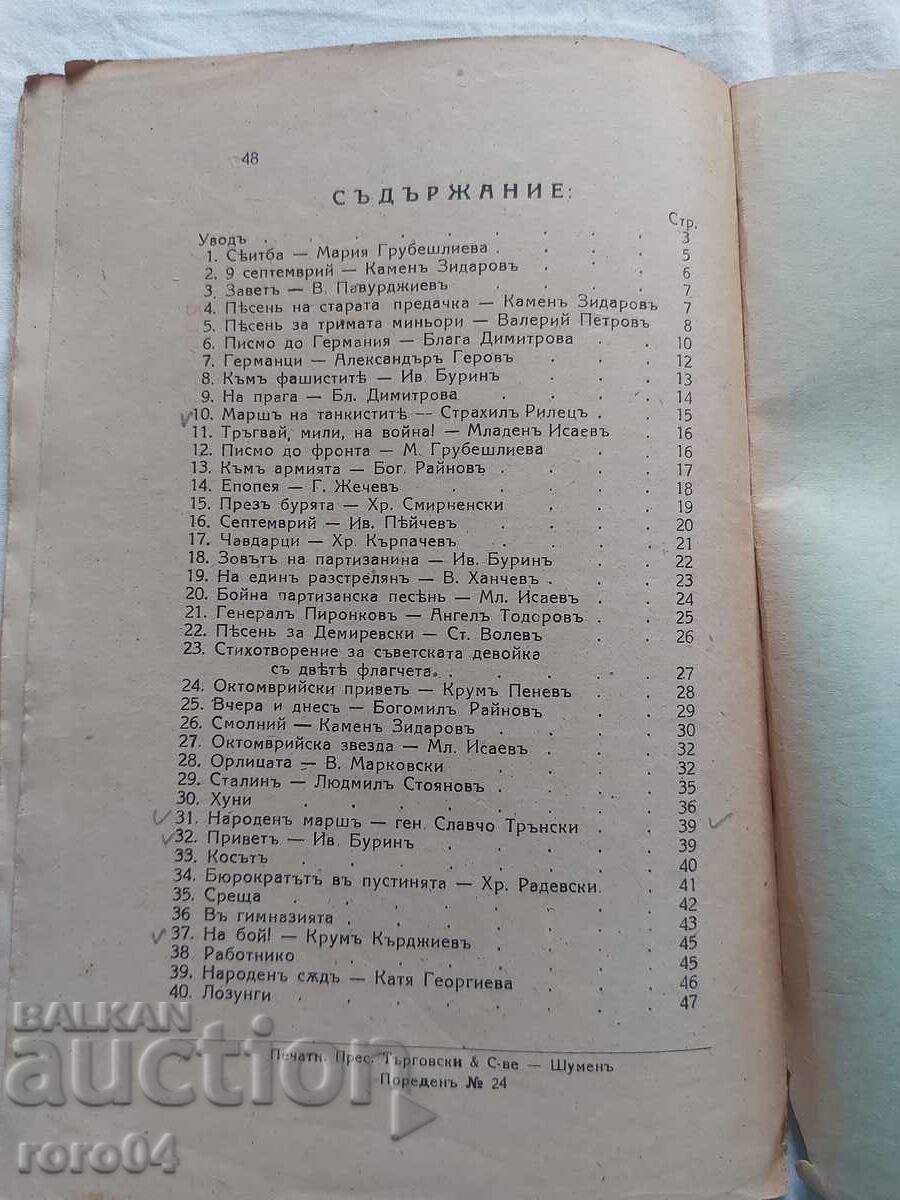 48
СЪДЪРЖАНИЕ:
Стр.
Уводъ . . . . . . . . 3
1. Сѣитба — Мария Грубешлиева . . . . 5
2. 9 септемврий — Каменъ Зидаровъ . . . 6
3. Заветъ — В. Павурджиев . . . . 7
4. Пѣсень на старата предачка — Каменъ Зидаровъ 7
5. Пѣсень за тримата миньори — Валерий Петровъ 8
6. Писмо до Германия — Блага Димитрова . . 10
7. Германци — Александъръ Геровъ . . . 12
8. Къмъ фашиститѣ — Ив. Буринъ . . . 13
9. На прага — Бл. Димитрова . . . . 14
10. Маршъ на танкиститѣ — Страхилъ Рилецъ . . 15
11. Тръгвай, мили, на война! — Младенъ Исаевъ . 16
12. Писмо до фронта — М. Грубешлиева . . 16
13. Къмъ армията — Бог. Райновъ . . . . 17
14. Епопея — Г. Жечевъ . . . . . 18
15. Презъ бурята — Хр. Смирненски . . . 19
16. Септемврий — Ив. Пѣйчевъ . . . . 20
17. Чавдарци — Хр. Кърпачевъ . . . . 21
18. Зовътъ на партизанина — Ив. Буринъ . . 22
19. На единъ разстрелянъ — В. Ханчевъ . . . 23
20. Бойна партизанска песѣнь — Мл. Исаевъ . . 24
21. Генералъ Пиронковъ — Ангелъ Тодоровъ . . 25
22. Пѣсень за Демиревски — Ст. Волевъ . . 26
23. Стихотворение за съветската девойка
съ двѣтѣ флагчета . . . . . . 27
24. Октомврийски приветъ — Крумъ Пеневъ . . 28
25. Вчера и днесъ — Богомилъ Райновъ . . 29
26. Смолний — Каменъ Зидаровъ . . . 30
27. Октомврийска звезда — Мл. Исаевъ . . . 32
28. Орлицата — В. Марковски . . . . 32
29. Сталинъ — Людмилъ Стояновъ . . . . 35
30. Хуни . . . . . . . . 36
31. Народенъ маршъ — ген. Славчо Трънски . . 39
32. Приветъ — Ив. Буринъ . . . . . 39
33. Косътъ . . . . . . . . 40
34. Бюрократътъ въ пустинята — Хр. Радевски . . 41
35. Среща . . . . . . . . 42
36 Въ гимназията . . . . . . . 43
37. На бой! — Крумъ Кърджиевъ . . . . 45
38 Работнико . . . . . . . 45
39. Народенъ сѫдъ — Катя Георгиева . . . 46
40. Лозунги . . . . . . . . 47
Печатн. Прес. Търговски & С-ве — Шуменъ
Пореденъ № 24
BALKAN
auction
roro04